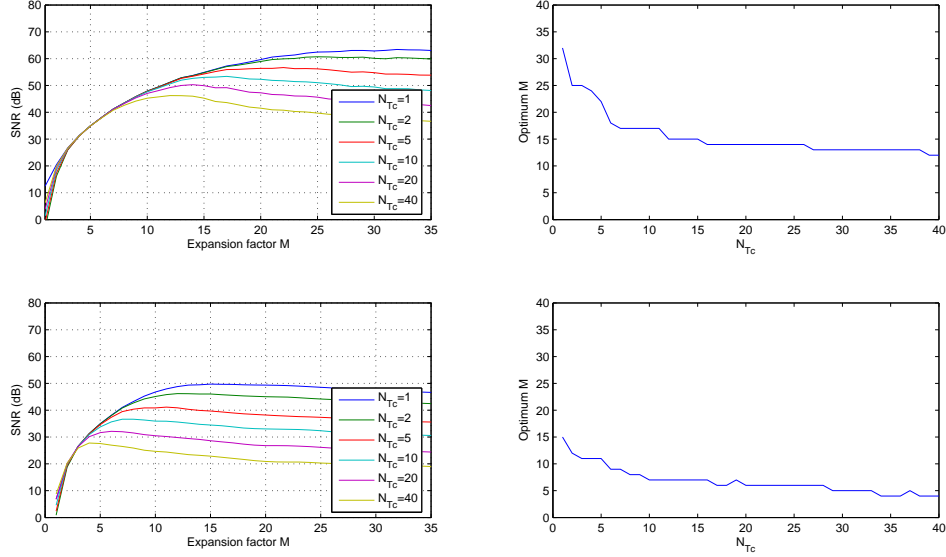 80
70
60
50
40
30
20
10
0
SNR (dB)
5 10 15 20 25 30 35
Expansion factor M
N_Tc=1
N_Tc=2
N_Tc=5
N_Tc=10
N_Tc=20
N_Tc=40
40
35
30
25
20
15
10
5
0
Optimum M
0 5 10 15 20 25 30 35 40
N_Tc
80
70
60
50
40
30
20
10
0
SNR (dB)
0 5 10 15 20 25 30 35
Expansion factor M
N_Tc=1
N_Tc=2
N_Tc=5
N_Tc=10
N_Tc=20
N_Tc=40
40
35
30
25
20
15
10
5
0
Optimum M
0 5 10 15 20 25 30 35 40
N_Tc